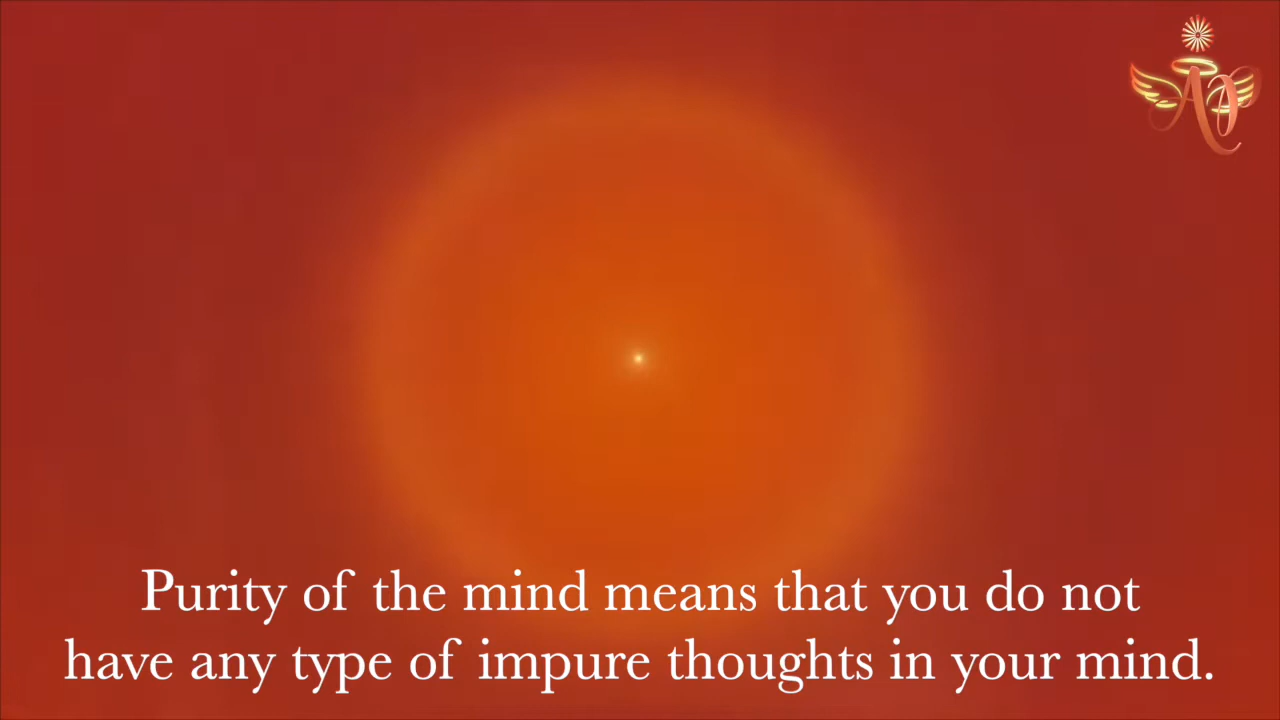 Purity of the mind means that you do not
have any type of impure thoughts in your mind.